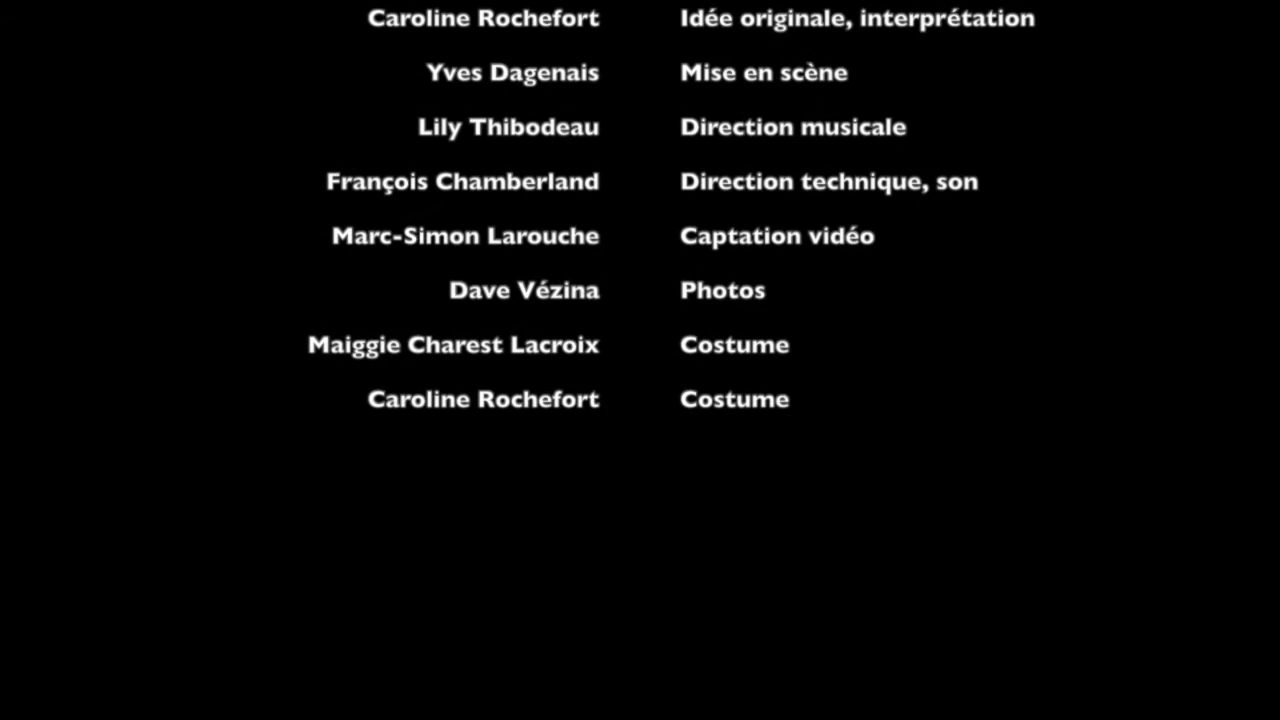 Caroline Rochefort Idée originale, interprétation
Yves Dagenais Mise en scène
Lily Thibodeau Direction musicale
François Chamberland Direction technique, son
Marc-Simon Larouche Captation vidéo
Dave Vézina Photos
Maiggie Charest Lacroix Costume
Caroline Rochefort Costume